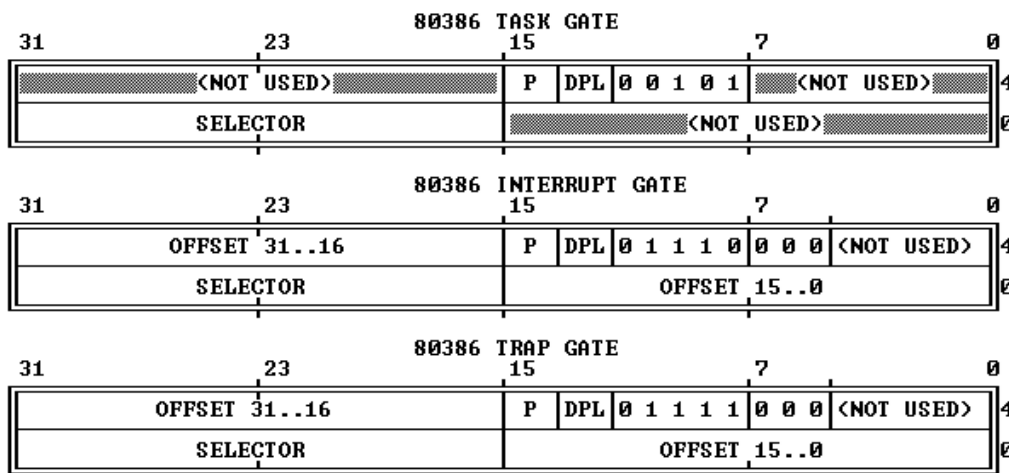 80386 TASK GATE
31 23 15 7 0
(NOT USED) P DPL 0 0 1 0 1 (NOT USED) 4
SELECTOR (NOT USED) 0
80386 INTERRUPT GATE
31 23 15 7 0
OFFSET 31..16 P DPL 0 1 1 1 0 0 0 0 (NOT USED) 4
SELECTOR OFFSET 15..0 0
80386 TRAP GATE
31 23 15 7 0
OFFSET 31..16 P DPL 0 1 1 1 1 0 0 0 (NOT USED) 4
SELECTOR OFFSET 15..0 0